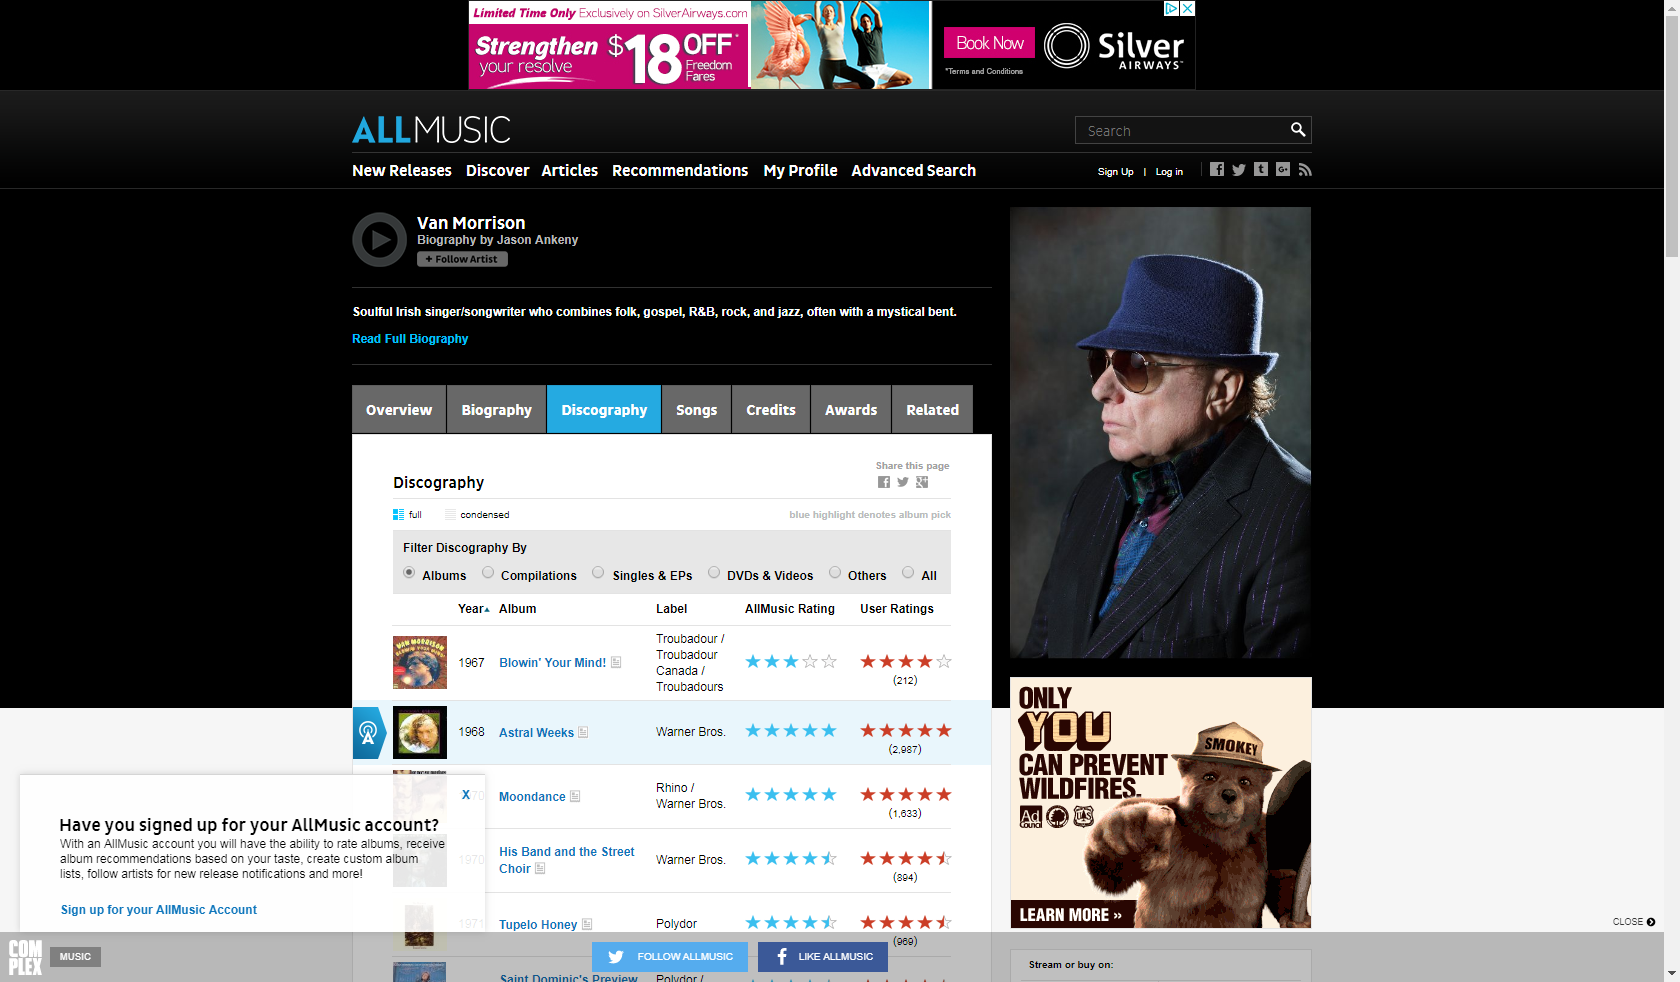 Limited Time Only Exclusively on SilverAirways.com
Strengthen
your resolve
$18 OFF*
Freedom
Fares
Book Now
*Terms and Conditions
Silver
AIRWAYS
ALLMUSIC
Search
New Releases Discover Articles Recommendations My Profile Advanced Search
Sign Up | Log in
Van Morrison
Biography by Jason Ankeny
+ Follow Artist
Soulful Irish singer/songwriter who combines folk, gospel, R&B, rock, and jazz, often with a mystical bent.
Read Full Biography
Overview Biography Discography Songs Credits Awards Related
Share this page
Discography
full condensed blue highlight denotes album pick
Filter Discography By
Albums Compilations Singles & EPs DVDs & Videos Others All
Year Album Label AllMusic Rating User Ratings
VAN MORRISON
BLOWIN' YOUR MIND!
1967 Blowin' Your Mind!
Troubadour /
Troubadour
Canada /
Troubadours
(212)
1968 Astral Weeks Warner Bros.
(2,987)
1970 Moondance
Rhino /
Warner Bros.
(1,633)
1970 His Band and the Street
Choir
Warner Bros.
(894)
1971 Tupelo Honey Polydor
(969)
Saint Dominic's Preview Polydor /
X
Have you signed up for your AllMusic account?
With an AllMusic account you will have the ability to rate albums, receive
album recommendations based on your taste, create custom album
lists, follow artists for new release notifications and more!
Sign up for your AllMusic Account
ONLY
YOU
CAN PREVENT
WILDFIRES.
Ad
Council
SMOKEY
LEARN MORE »
CLOSE
Stream or buy on:
COM
PLEX
MUSIC
FOLLOW ALLMUSIC
LIKE ALLMUSIC